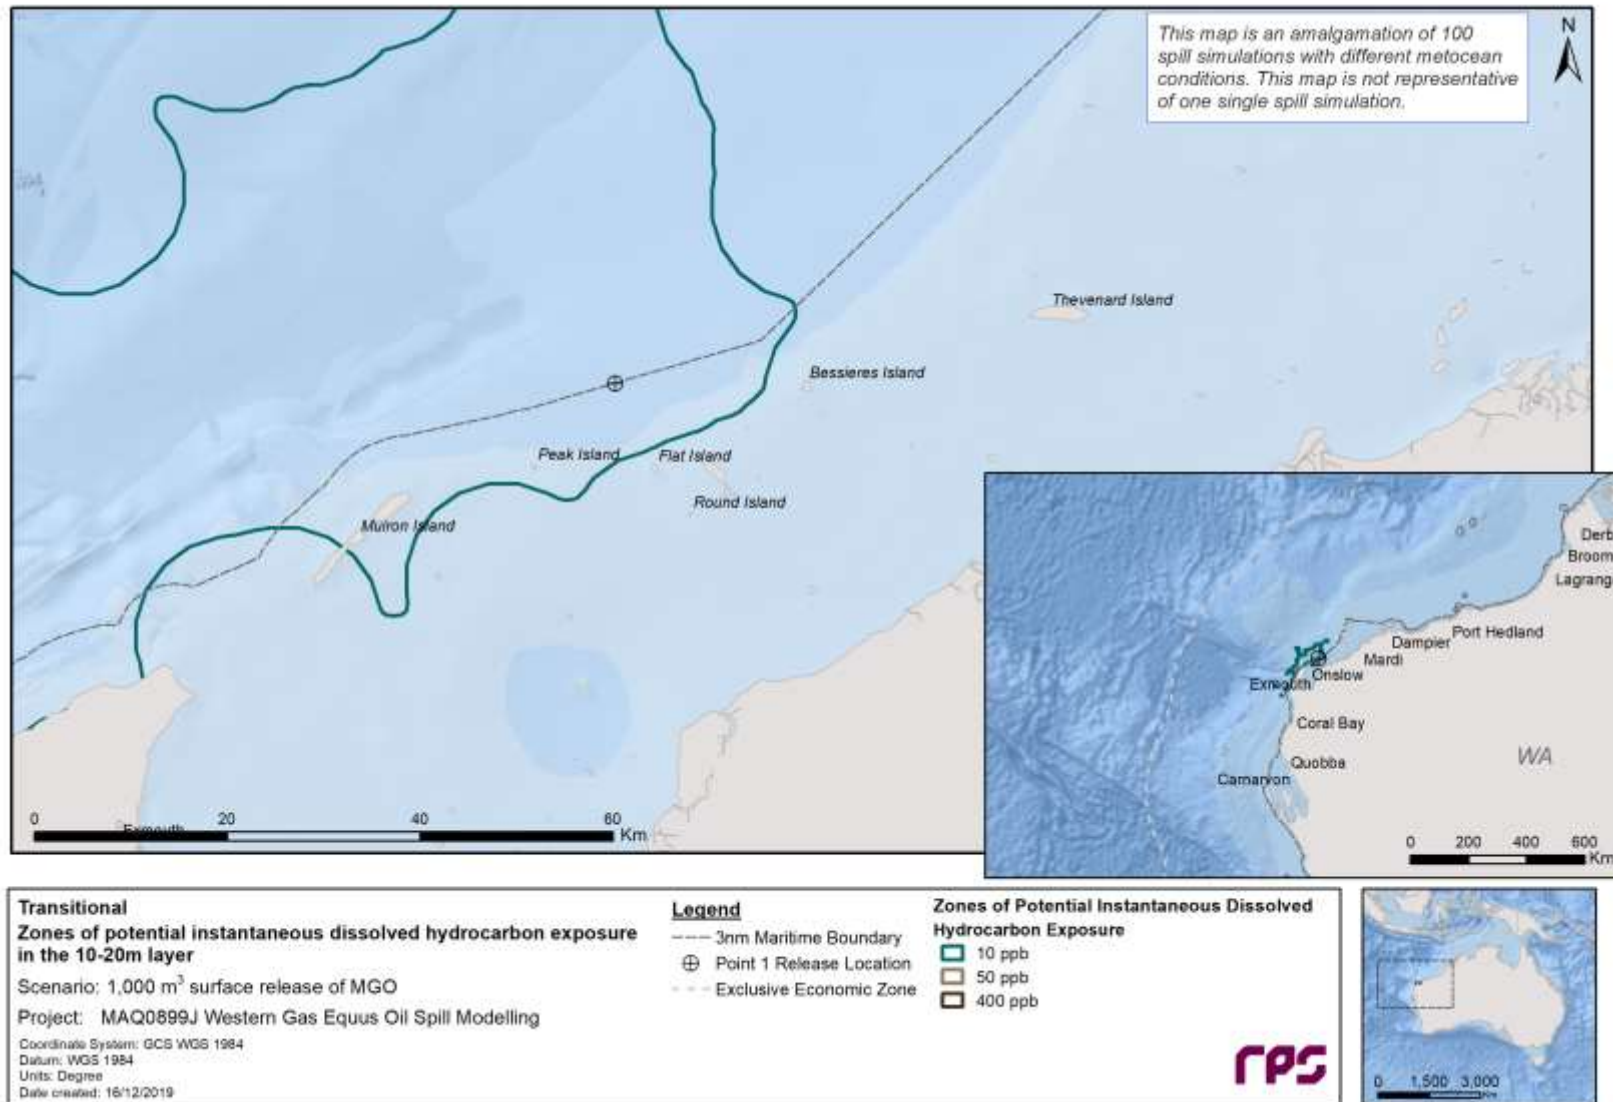 This map is an amalgamation of 100
spill simulations with different metocean
conditions. This map is not representative
of one single spill simulation.
N
Thevenard Island
Bessieres Island
Peak Island
Flat Island
Round Island
Muiron Island
Exmouth
0 20 40 60 Km
Derb
Broom
Lagrang
Port Hedland
Dampier
Mardi
Onslow
Exmouth
Coral Bay
Quobba
Carnarvon
WA
0 200 400 600
Km
Transitional
Zones of potential instantaneous dissolved hydrocarbon exposure
in the 10-20m layer
Scenario: 1,000 m³ surface release of MGO
Project: MAQ0899J Western Gas Equus Oil Spill Modelling
Coordinate System: GCS WGS 1984
Datum: WGS 1984
Units: Degree
Date created: 16/12/2019
Legend
3nm Maritime Boundary
Point 1 Release Location
Exclusive Economic Zone
Zones of Potential Instantaneous Dissolved
Hydrocarbon Exposure
10 ppb
50 ppb
400 ppb
rps
0 1,500 3,000
Km